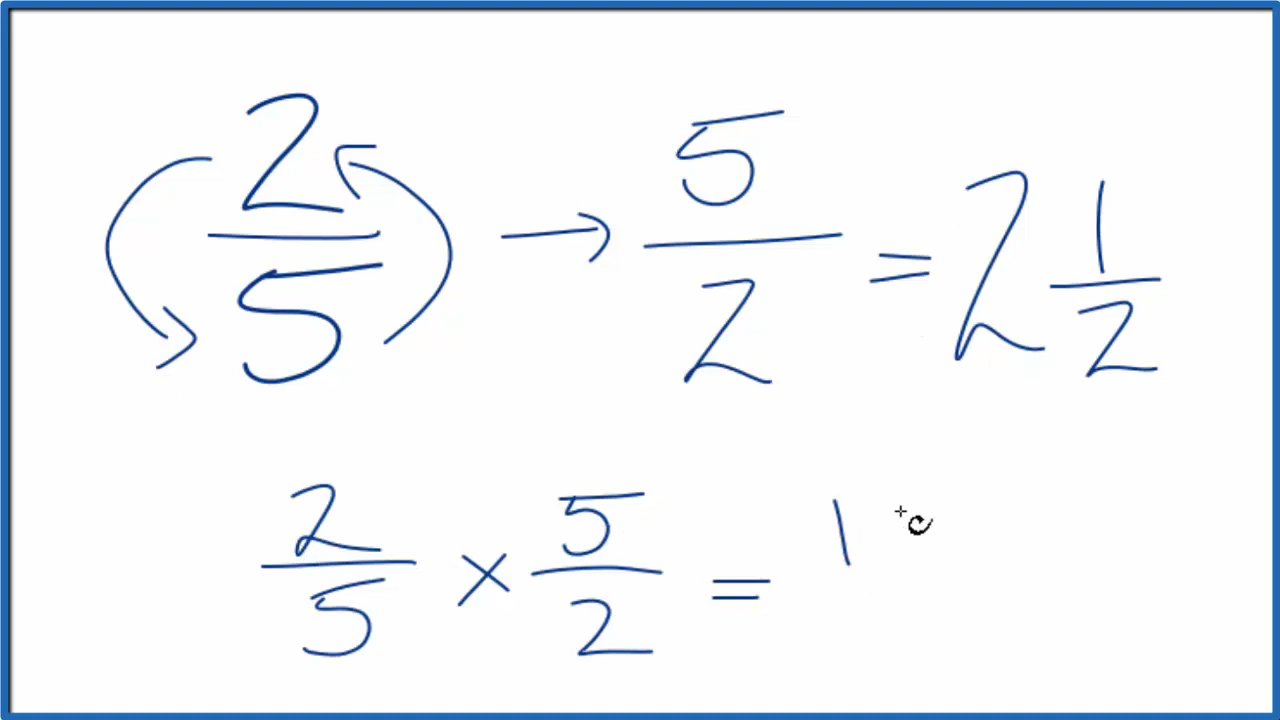 2/5 → 5/2 = 2 1/2
2/5 × 5/2 = 1